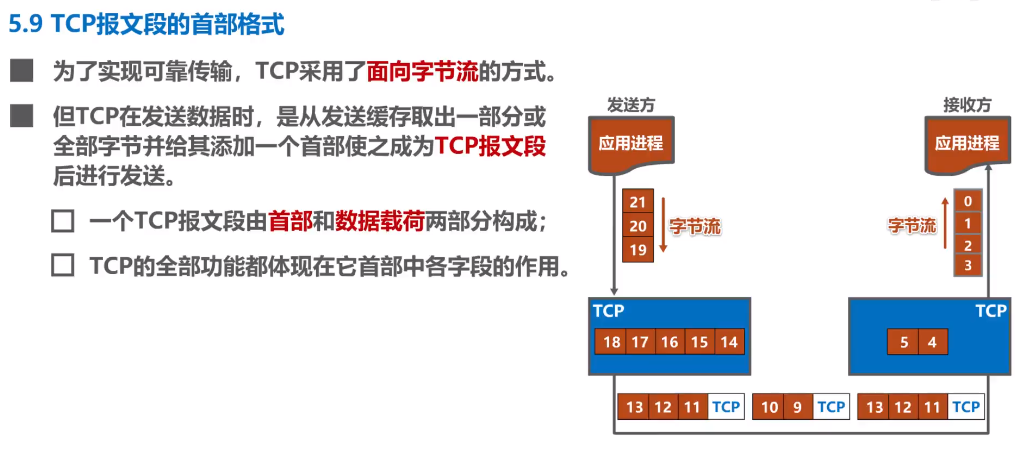 5.9 TCP报文段的首部格式
为了实现可靠传输，TCP采用了面向字节流的方式。
但TCP在发送数据时，是从发送缓存取出一部分或
全部字节并给其添加一个首部使之成为TCP报文段
后进行发送。
一个TCP报文段由首部和数据载荷两部分构成；
TCP的全部功能都体现在它首部中各字段的作用。
发送方
应用进程
21
20
19
字节流
TCP
18 17 16 15 14
接收方
应用进程
字节流
0
1
2
3
TCP
5 4
13 12 11 TCP
10 9 TCP
13 12 11 TCP